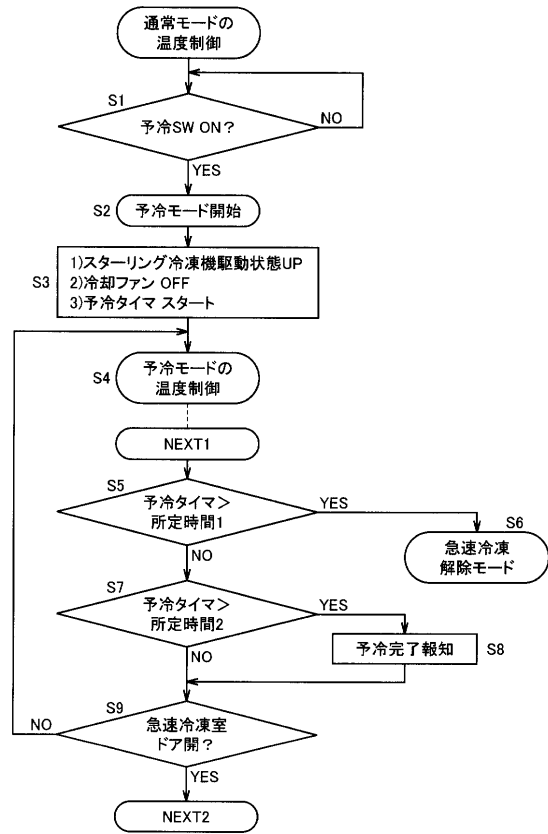 通常モードの
温度制御
S1
予冷SW ON?
NO
YES
S2
予冷モード開始
S3
1)スターリング冷凍機駆動状態UP
2)冷却ファン OFF
3)予冷タイマ スタート
S4
予冷モードの
温度制御
NEXT1
S5
予冷タイマ>
所定時間1
YES
NO
S6
急速冷凍
解除モード
S7
予冷タイマ>
所定時間2
YES
NO
予冷完了報知
S8
S9
急速冷凍室
ドア開?
NO
YES
NEXT2